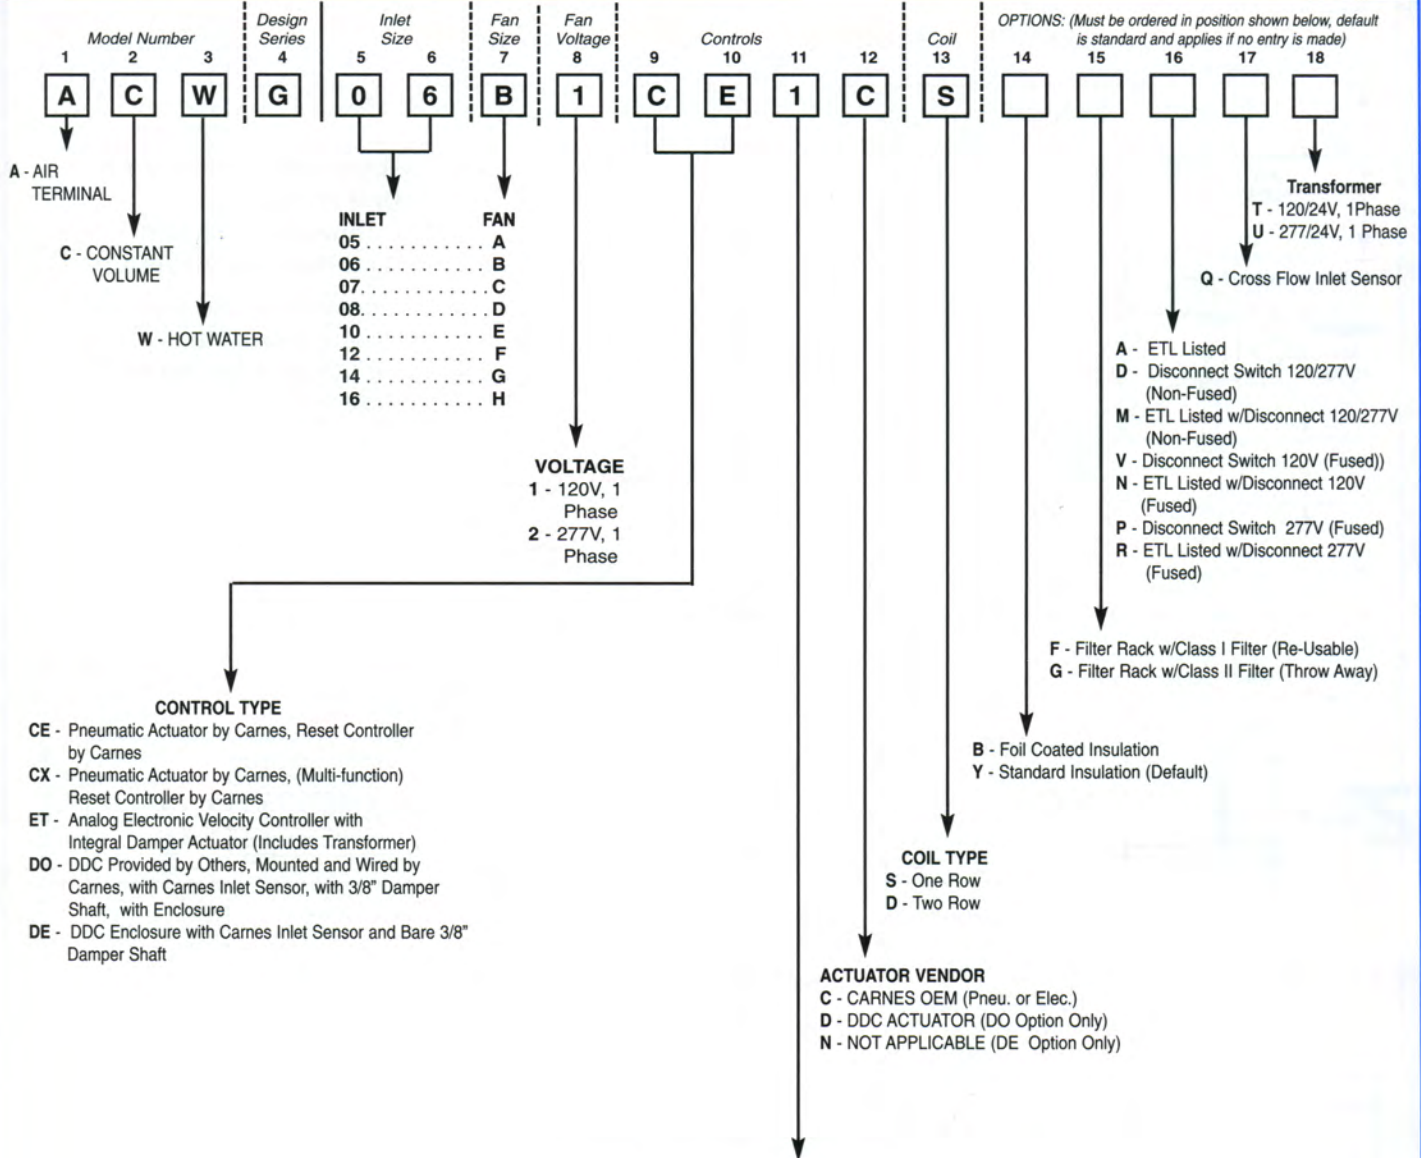 Model Number
Design Series
Inlet Size
Fan Size
Fan Voltage
Controls
Coil
OPTIONS: (Must be ordered in position shown below, default
is standard and applies if no entry is made)
1 2 3 4 5 6 7 8 9 10 11 12 13 14 15 16 17 18
A C W G 0 6 B 1 C E 1 C S
A - AIR
TERMINAL
C - CONSTANT
VOLUME
W - HOT WATER
INLET FAN
05 . . . . . . . . . . . A
06 . . . . . . . . . . . B
07. . . . . . . . . . . . C
08. . . . . . . . . . . . D
10 . . . . . . . . . . . E
12 . . . . . . . . . . . F
14 . . . . . . . . . . . G
16 . . . . . . . . . . . H
VOLTAGE
1 - 120V, 1
Phase
2 - 277V, 1
Phase
Transformer
T - 120/24V, 1Phase
U - 277/24V, 1 Phase
Q - Cross Flow Inlet Sensor
A - ETL Listed
D - Disconnect Switch 120/277V
(Non-Fused)
M - ETL Listed w/Disconnect 120/277V
(Non-Fused)
V - Disconnect Switch 120V (Fused))
N - ETL Listed w/Disconnect 120V
(Fused)
P - Disconnect Switch 277V (Fused)
R - ETL Listed w/Disconnect 277V
(Fused)
F - Filter Rack w/Class I Filter (Re-Usable)
G - Filter Rack w/Class II Filter (Throw Away)
B - Foil Coated Insulation
Y - Standard Insulation (Default)
CONTROL TYPE
CE - Pneumatic Actuator by Carnes, Reset Controller
by Carnes
CX - Pneumatic Actuator by Carnes, (Multi-function)
Reset Controller by Carnes
ET - Analog Electronic Velocity Controller with
Integral Damper Actuator (Includes Transformer)
DO - DDC Provided by Others, Mounted and Wired by
Carnes, with Carnes Inlet Sensor, with 3/8" Damper
Shaft, with Enclosure
DE - DDC Enclosure with Carnes Inlet Sensor and Bare 3/8"
Damper Shaft
COIL TYPE
S - One Row
D - Two Row
ACTUATOR VENDOR
C - CARNES OEM (Pneu. or Elec.)
D - DDC ACTUATOR (DO Option Only)
N - NOT APPLICABLE (DE Option Only)